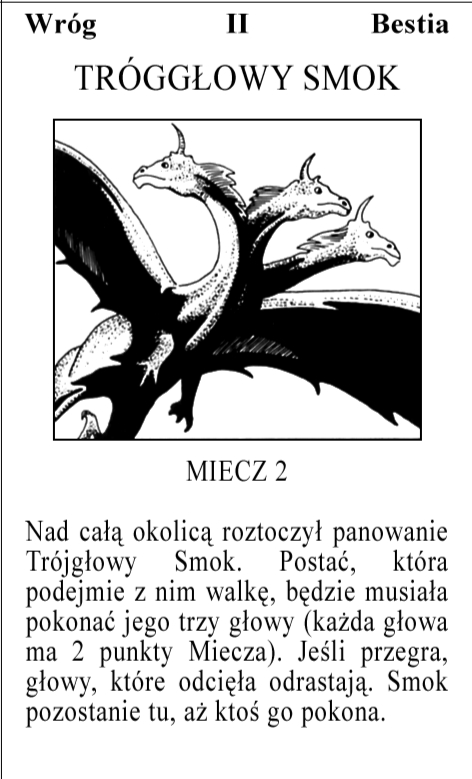 Wróg II Bestia
TRÓGGŁOWY SMOK
MIECZ 2
Nad całą okolicą roztoczył panowanie
Trójgłowy Smok. Postać, która
podejmie z nim walkę, będzie musiała
pokonać jego trzy głowy (każda głowa
ma 2 punkty Miecza). Jeśli przegra,
głowy, które odcięła odrastają. Smok
pozostanie tu, aż ktoś go pokona.